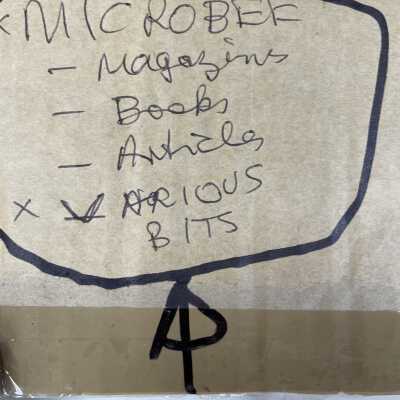 x MICROBEE
- Magazins
- Books
- Articles
x VARIOUS
BITS